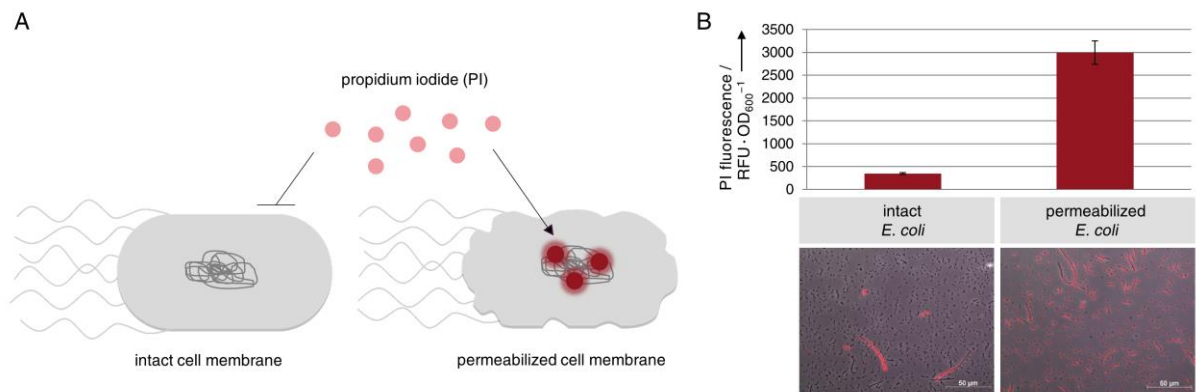 A
propidium iodide (PI)
intact cell membrane
permeabilized cell membrane
B
PI fluorescence /
RFU · OD₆₀₀⁻¹
3500
3000
2500
2000
1500
1000
500
0
intact
E. coli
permeabilized
E. coli
50 µm
50 µm